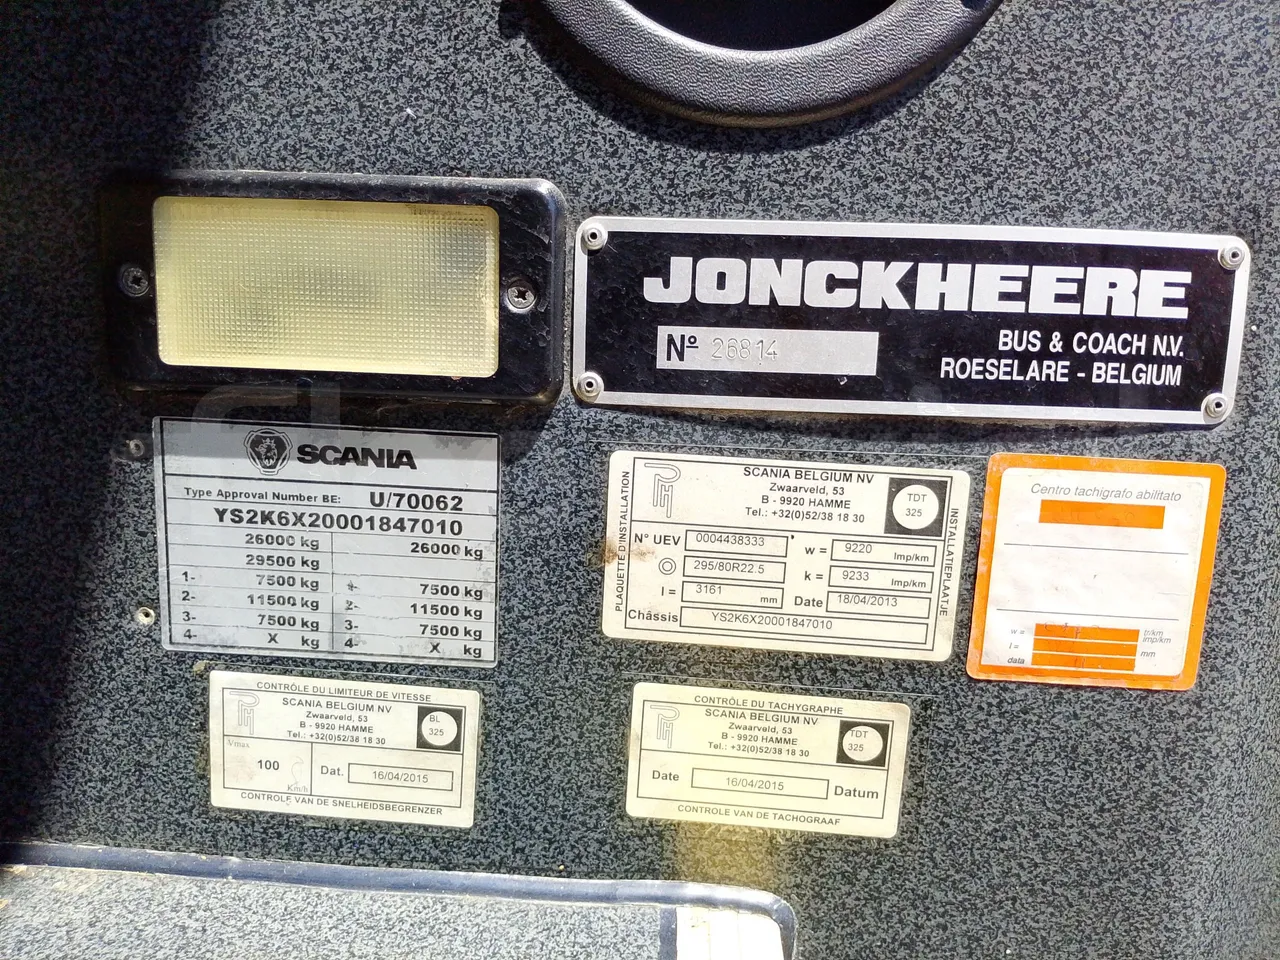 JONCKHEERE
Nº 26814
BUS & COACH N.V.
ROESELARE - BELGIUM
SCANIA
Type Approval Number BE: U/70062
YS2K6X20001847010
26000 kg 26000 kg
29500 kg
1- 7500 kg 1- 7500 kg
2- 11500 kg 2- 11500 kg
3- 7500 kg 3- 7500 kg
4- X kg 4- X kg
PLAQUETTE D'INSTALLATION
SCANIA BELGIUM NV
Zwaarveld, 53
B - 9920 HAMME
Tel.: +32(0)52/38 18 30
TDT
325
N° UEV 0004438333 w = 9220 Imp/km
295/80R22.5 k = 9233 Imp/km
l = 3161 mm Date 18/04/2013
Châssis YS2K6X20001847010
INSTALLATIEPLAATJE
Centro tachigrafo abilitato
w = tr/km
imp/km
l = mm
data
CONTRÔLE DU LIMITEUR DE VITESSE
SCANIA BELGIUM NV
Zwaarveld, 53
B - 9920 HAMME
Tel.: +32(0)52/38 18 30
BL
325
Vmax
100 Km/h
Dat. 16/04/2015
CONTROLE VAN DE SNELHEIDSBEGRENZER
CONTRÔLE DU TACHYGRAPHE
SCANIA BELGIUM NV
Zwaarveld, 53
B - 9920 HAMME
Tel.: +32(0)52/38 18 30
TDT
325
Date 16/04/2015 Datum
CONTROLE VAN DE TACHOGRAAF